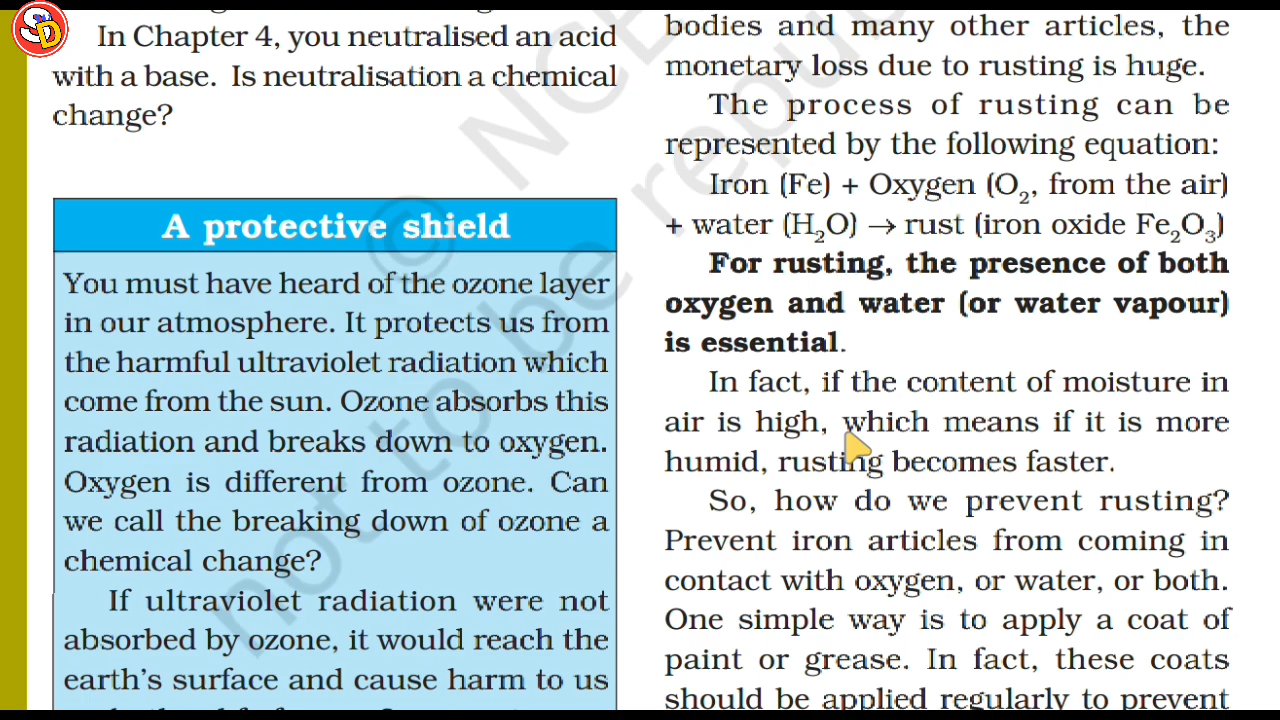 In Chapter 4, you neutralised an acid
with a base. Is neutralisation a chemical
change?
A protective shield
You must have heard of the ozone layer
in our atmosphere. It protects us from
the harmful ultraviolet radiation which
come from the sun. Ozone absorbs this
radiation and breaks down to oxygen.
Oxygen is different from ozone. Can
we call the breaking down of ozone a
chemical change?
If ultraviolet radiation were not
absorbed by ozone, it would reach the
earth's surface and cause harm to us
bodies and many other articles, the
monetary loss due to rusting is huge.
The process of rusting can be
represented by the following equation:
Iron (Fe) + Oxygen (O₂, from the air)
+ water (H₂O) → rust (iron oxide Fe₂O₃)
For rusting, the presence of both
oxygen and water (or water vapour)
is essential.
In fact, if the content of moisture in
air is high, which means if it is more
humid, rusting becomes faster.
So, how do we prevent rusting?
Prevent iron articles from coming in
contact with oxygen, or water, or both.
One simple way is to apply a coat of
paint or grease. In fact, these coats
should be applied regularly to prevent
SD
© NCE
not to be repu